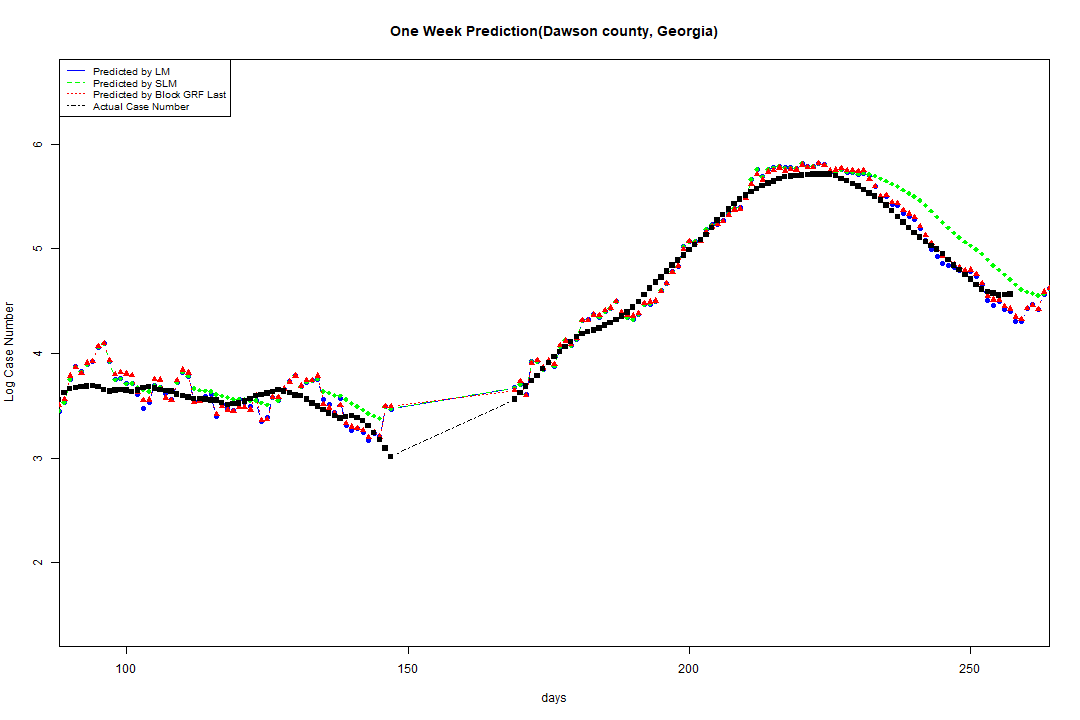 One Week Prediction(Dawson county, Georgia)
Predicted by LM
Predicted by SLM
Predicted by Block GRF Last
Actual Case Number
6
5
4
3
2
Log Case Number
100
150
200
250
days